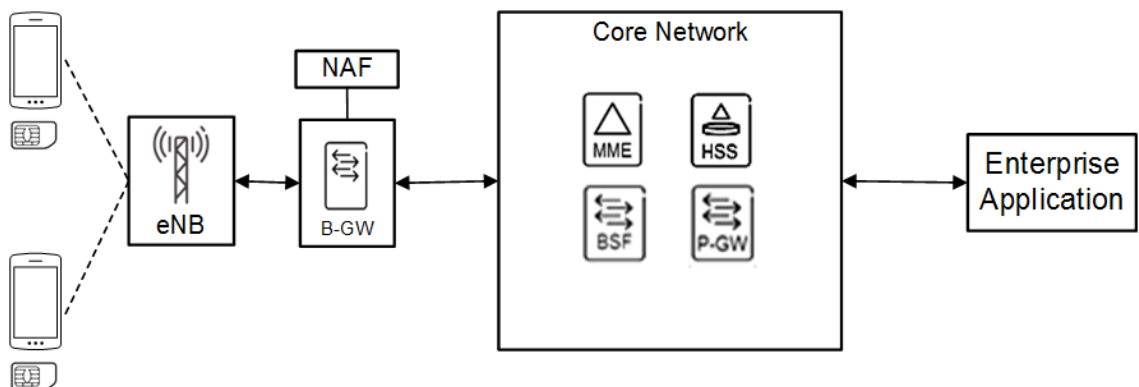 Core Network
NAF
MME
HSS
eNB
B-GW
BSF
P-GW
Enterprise
Application